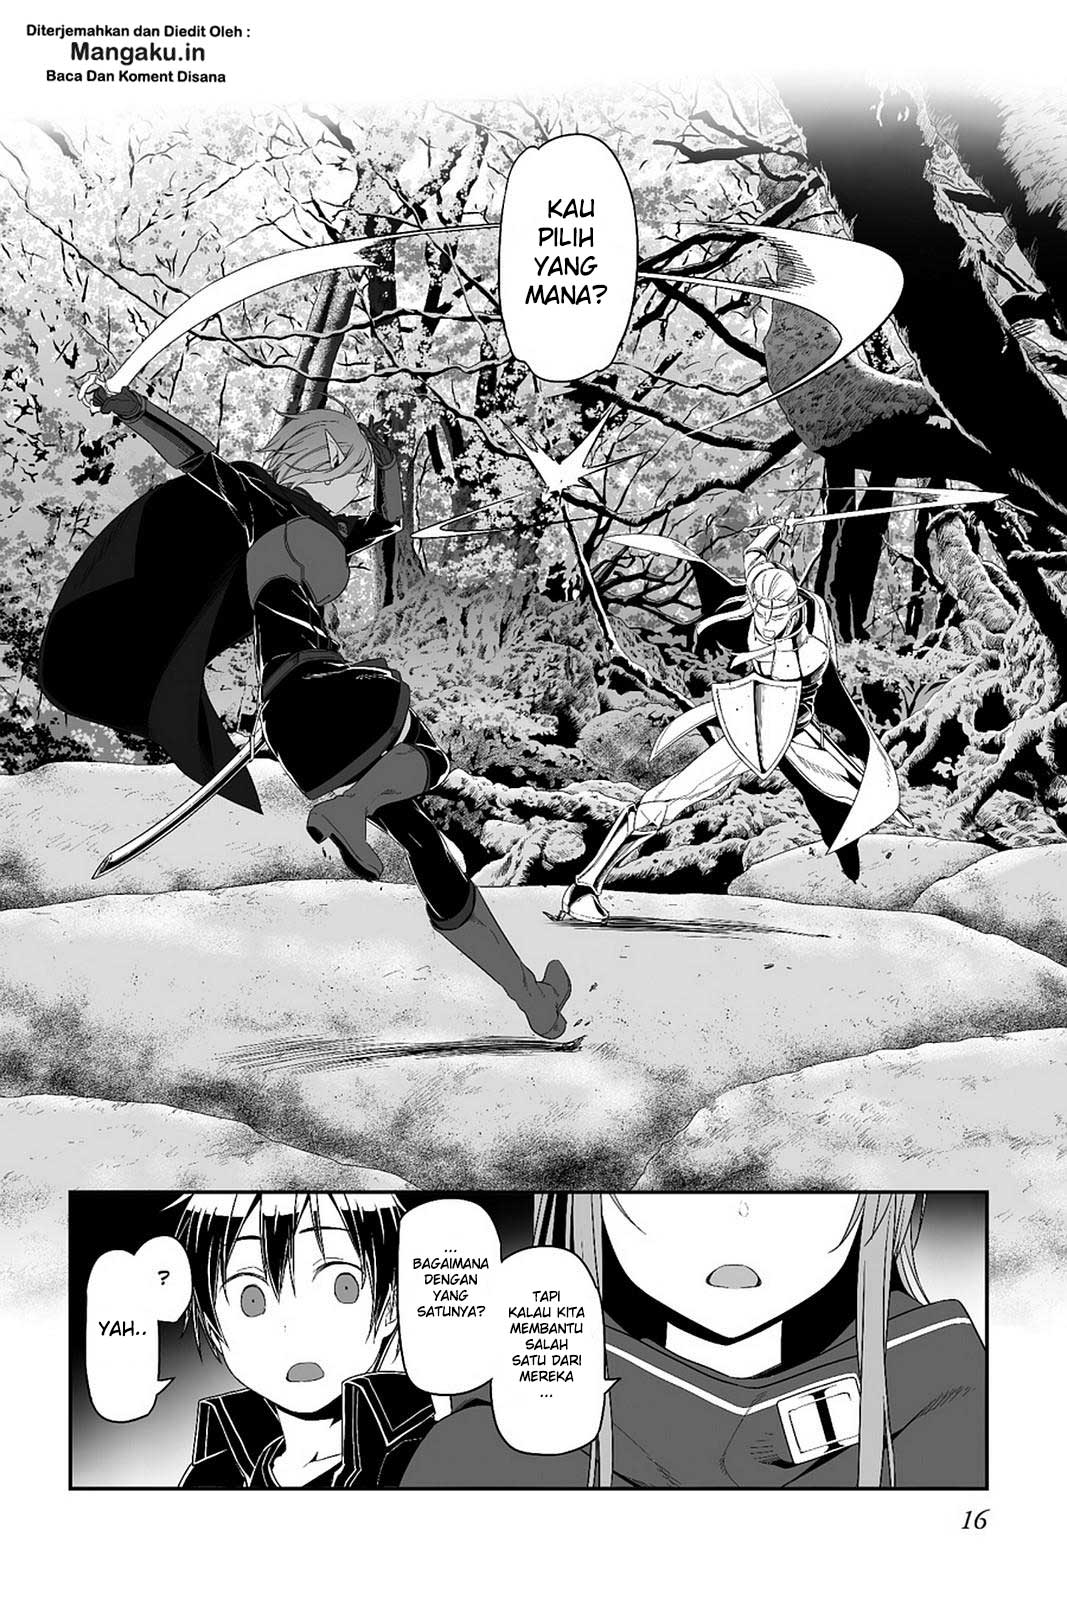 Diterjemahkan dan Diedit Oleh :
Mangaku.in
Baca Dan Koment Disana
KAU
PILIH
YANG
MANA?
TAPI
KALAU KITA
MEMBANTU
SALAH
SATU DARI
MEREKA
...
...
BAGAIMANA
DENGAN
YANG
SATUNYA?
?
YAH..
16